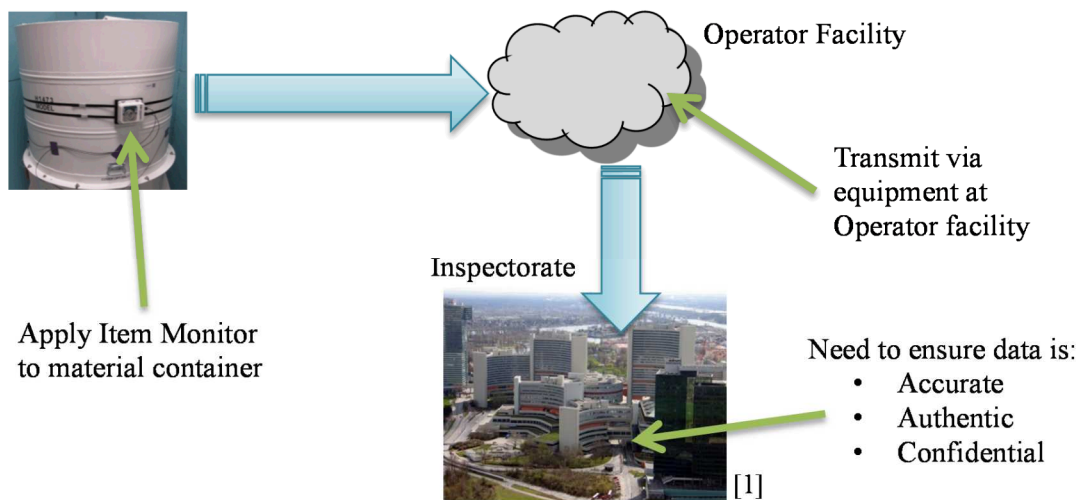 Operator Facility
Transmit via
equipment at
Operator facility
Inspectorate
Apply Item Monitor
to material container
Need to ensure data is:
• Accurate
• Authentic
• Confidential
[1]